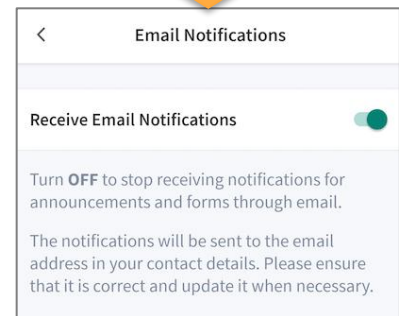 Email Notifications
Receive Email Notifications
Turn OFF to stop receiving notifications for
announcements and forms through email.
The notifications will be sent to the email
address in your contact details. Please ensure
that it is correct and update it when necessary.